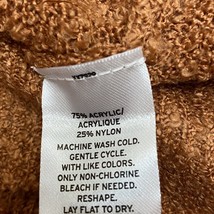 75% ACRYLIC/
ACRYLIQUE
25% NYLON
MACHINE WASH COLD.
GENTLE CYCLE.
WITH LIKE COLORS.
ONLY NON-CHLORINE
BLEACH IF NEEDED.
RESHAPE.
LAY FLAT TO DRY.